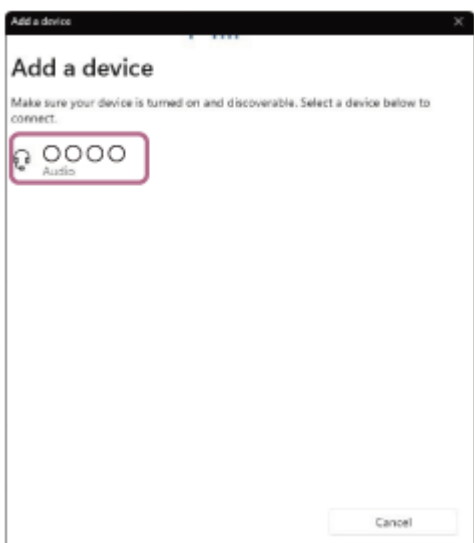 Add a device
Add a device
Make sure your device is turned on and discoverable. Select a device below to
connect.
OOOO
Audio
Cancel